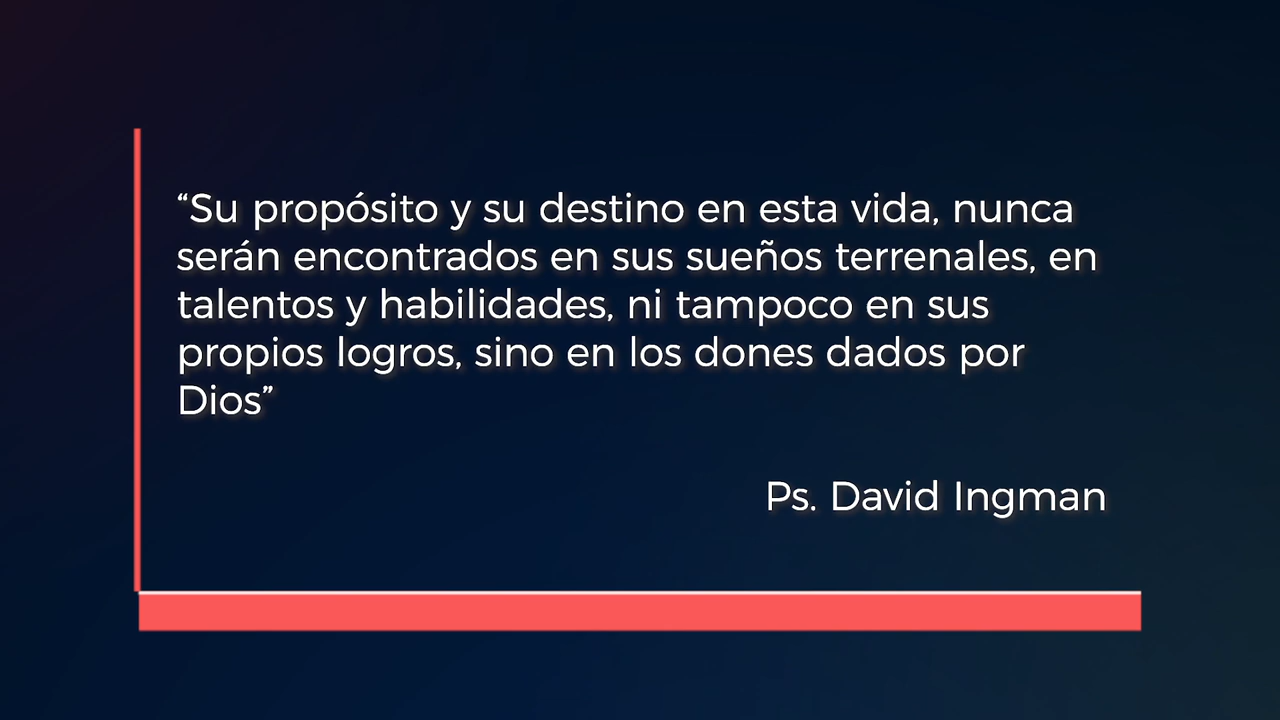 “Su propósito y su destino en esta vida, nunca
serán encontrados en sus sueños terrenales, en
talentos y habilidades, ni tampoco en sus
propios logros, sino en los dones dados por
Dios”
Ps. David Ingman